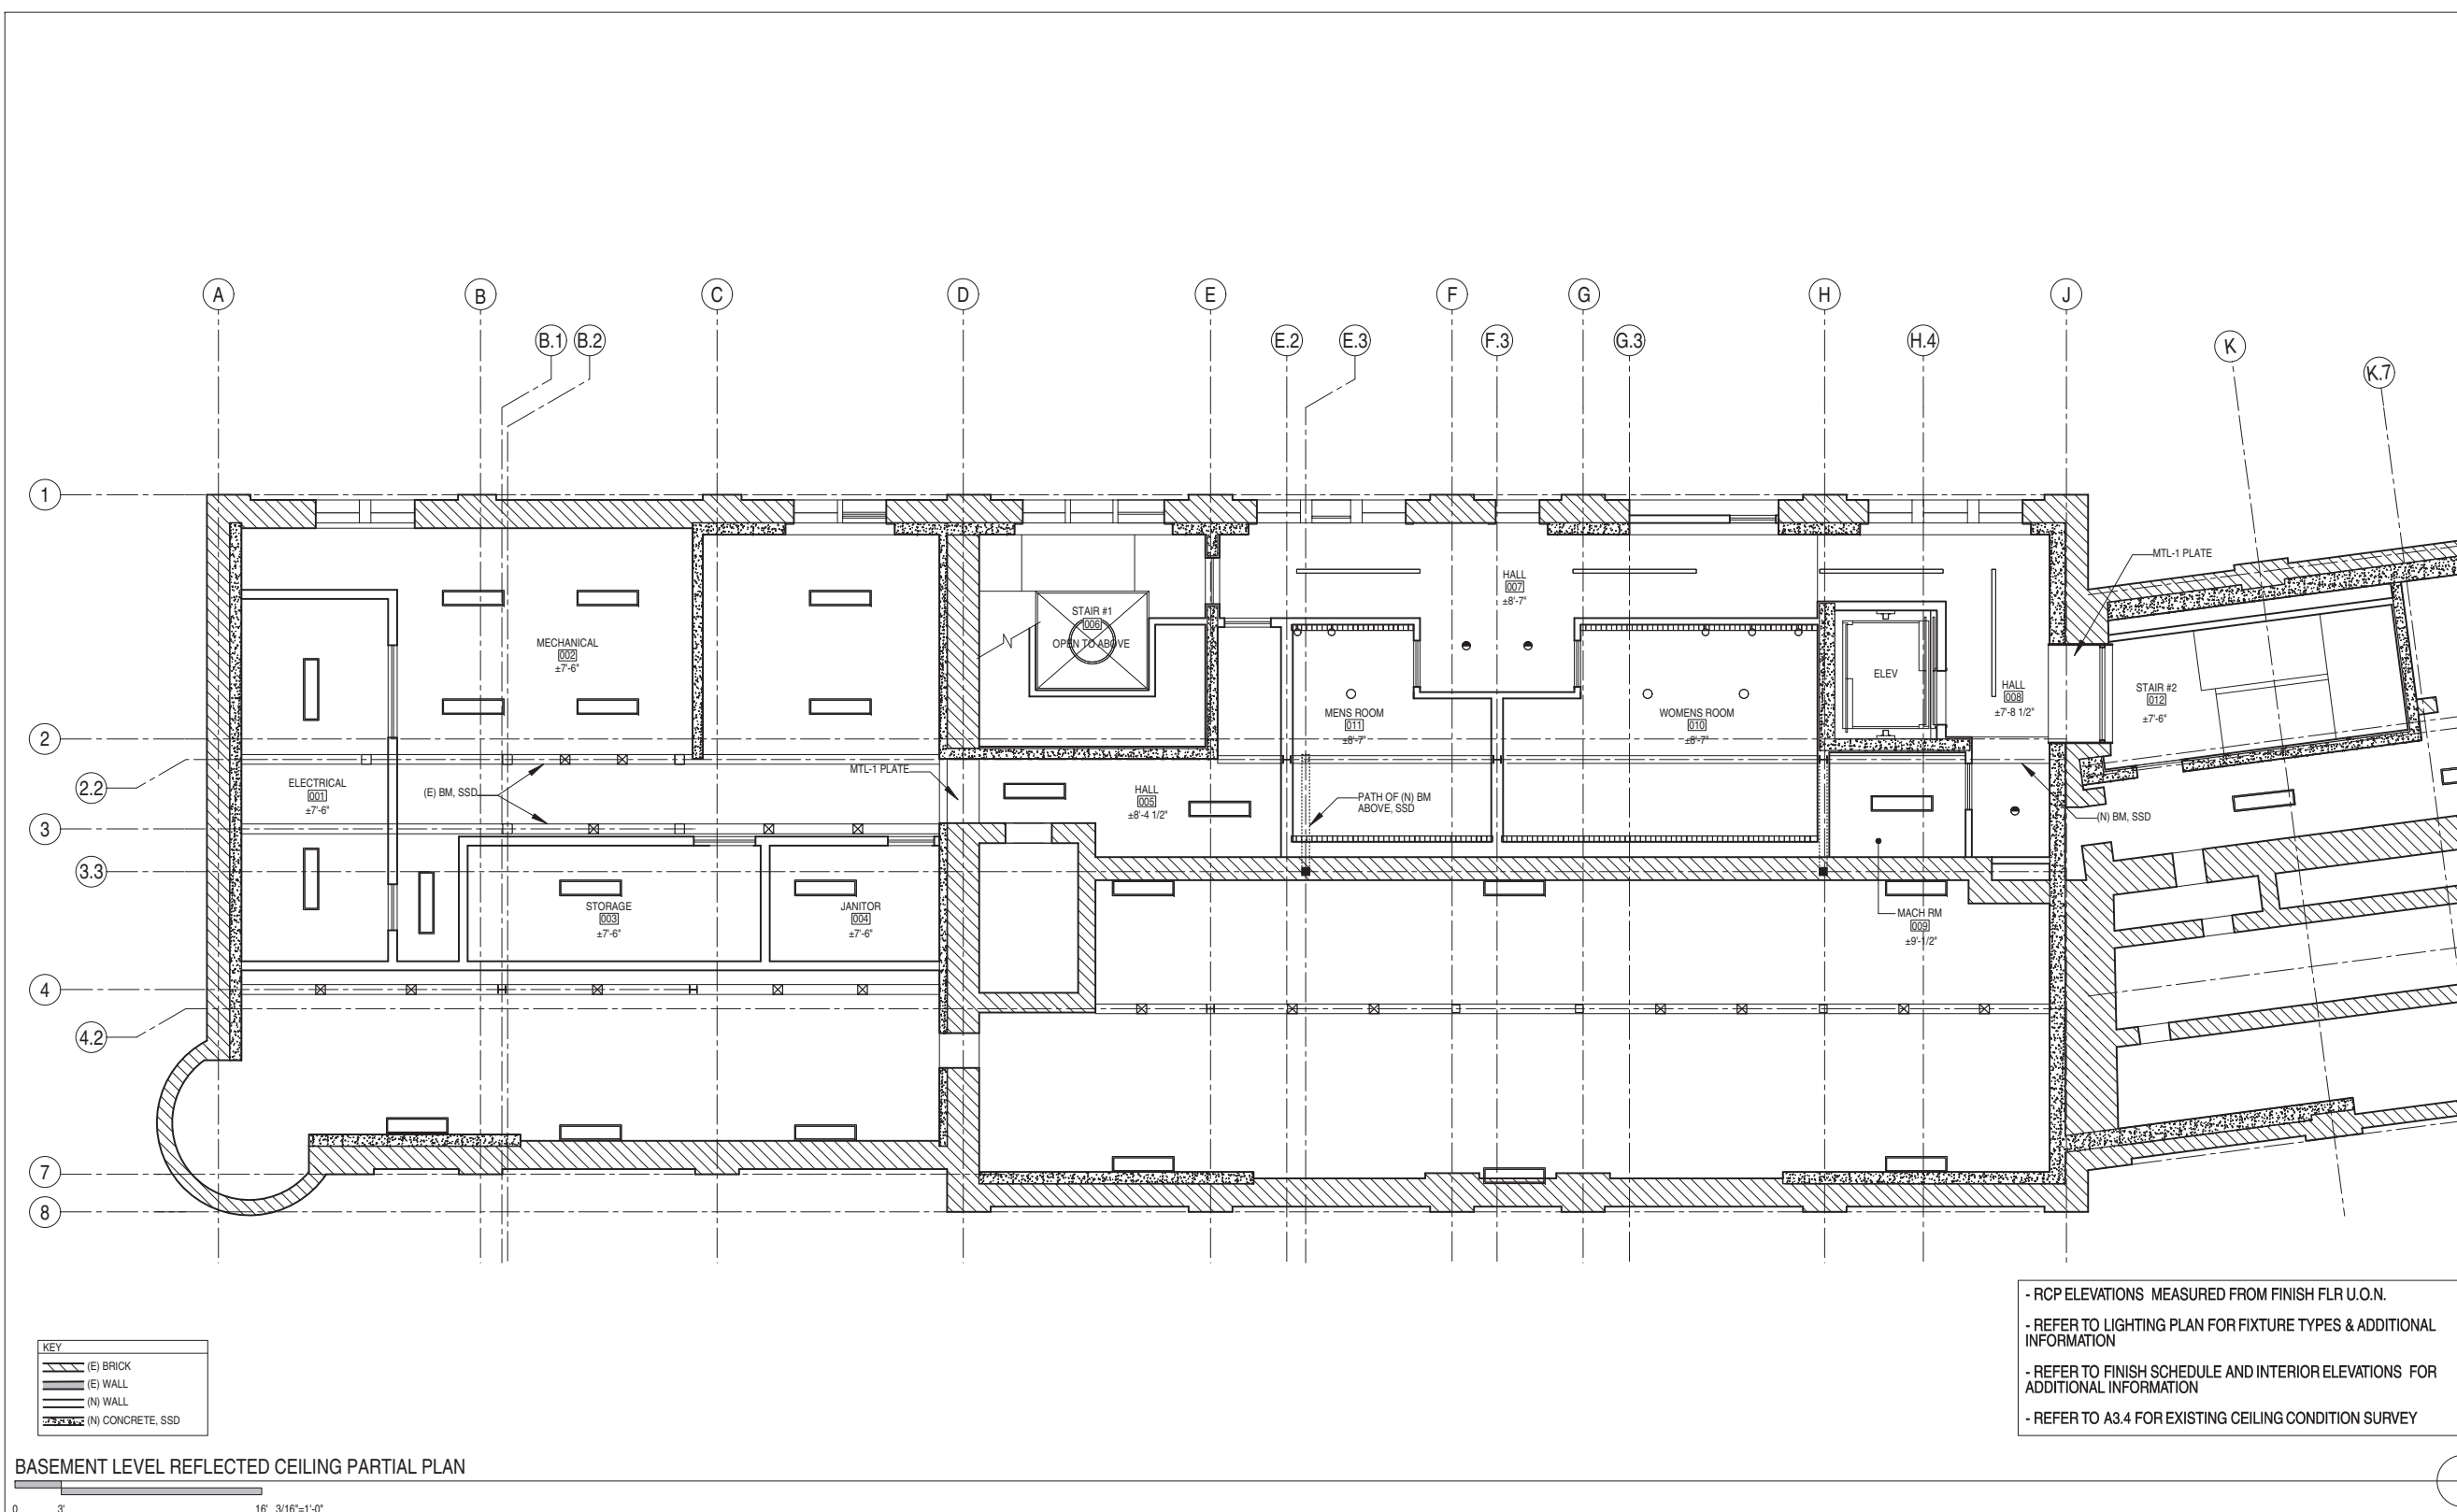 A
B
C
D
E
F
G
H
J
B.1
B.2
E.2
E.3
F.3
G.3
H.4
K
K.7
1
MTL-1 PLATE
HALL
007
±8'-7"
STAIR #1
006
OPEN TO ABOVE
MECHANICAL
002
±7'-6"
ELEV
HALL
008
±7'-8 1/2"
STAIR #2
012
±7'-6"
MENS ROOM
011
±8'-7"
WOMENS ROOM
010
±8'-7"
2
2.2
MTL-1 PLATE
ELECTRICAL
001
±7'-6"
(E) BM, SSD
HALL
005
±8'-4 1/2"
PATH OF (N) BM
ABOVE, SSD
(N) BM, SSD
3
3.3
STORAGE
003
±7'-6"
JANITOR
004
±7'-6"
MACH RM
009
±9'-1/2"
4
4.2
7
8
- RCP ELEVATIONS MEASURED FROM FINISH FLR U.O.N.
- REFER TO LIGHTING PLAN FOR FIXTURE TYPES & ADDITIONAL
INFORMATION
- REFER TO FINISH SCHEDULE AND INTERIOR ELEVATIONS FOR
ADDITIONAL INFORMATION
- REFER TO A3.4 FOR EXISTING CEILING CONDITION SURVEY
KEY
(E) BRICK
(E) WALL
(N) WALL
(N) CONCRETE, SSD
BASEMENT LEVEL REFLECTED CEILING PARTIAL PLAN
0 3' 16' 3/16"=1'-0"